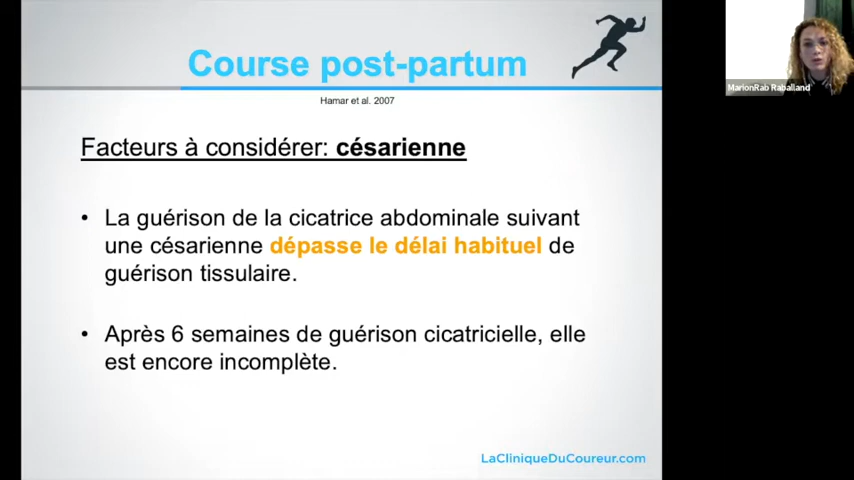 Course post-partum
Hamar et al. 2007
Facteurs à considérer: césarienne
• La guérison de la cicatrice abdominale suivant
une césarienne dépasse le délai habituel de
guérison tissulaire.
• Après 6 semaines de guérison cicatricielle, elle
est encore incomplète.
LaCliniqueDuCoureur.com
MarionRab Raballand